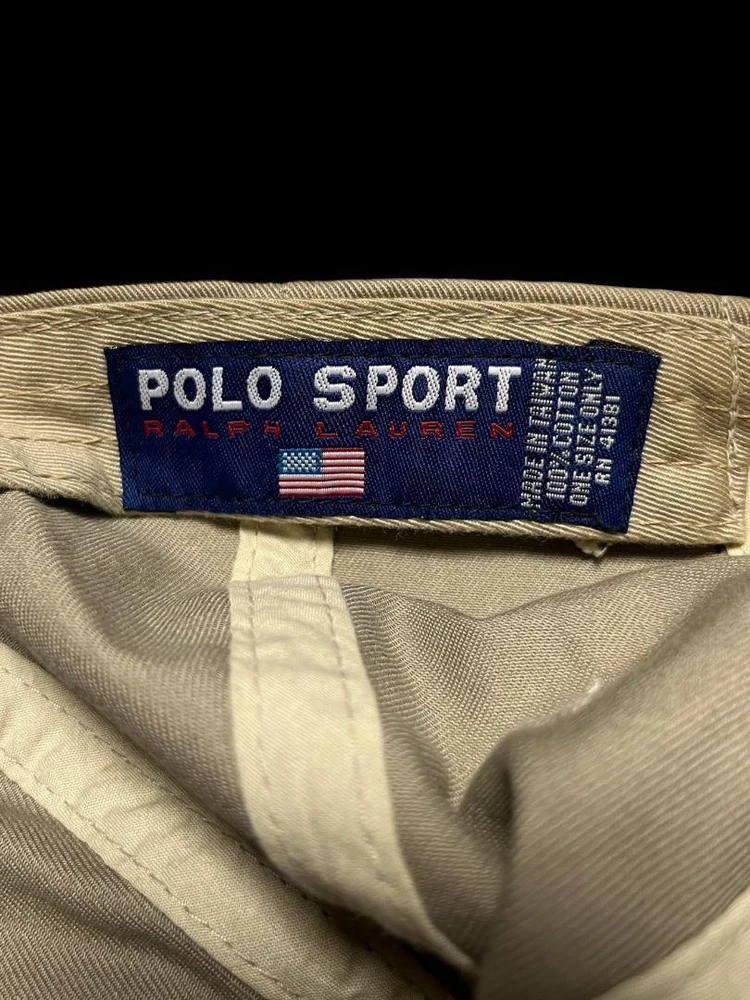 POLO SPORT
RALPH LAUREN
MADE IN TAIWAN
100% COTTON
ONE SIZE ONLY
RN 41381